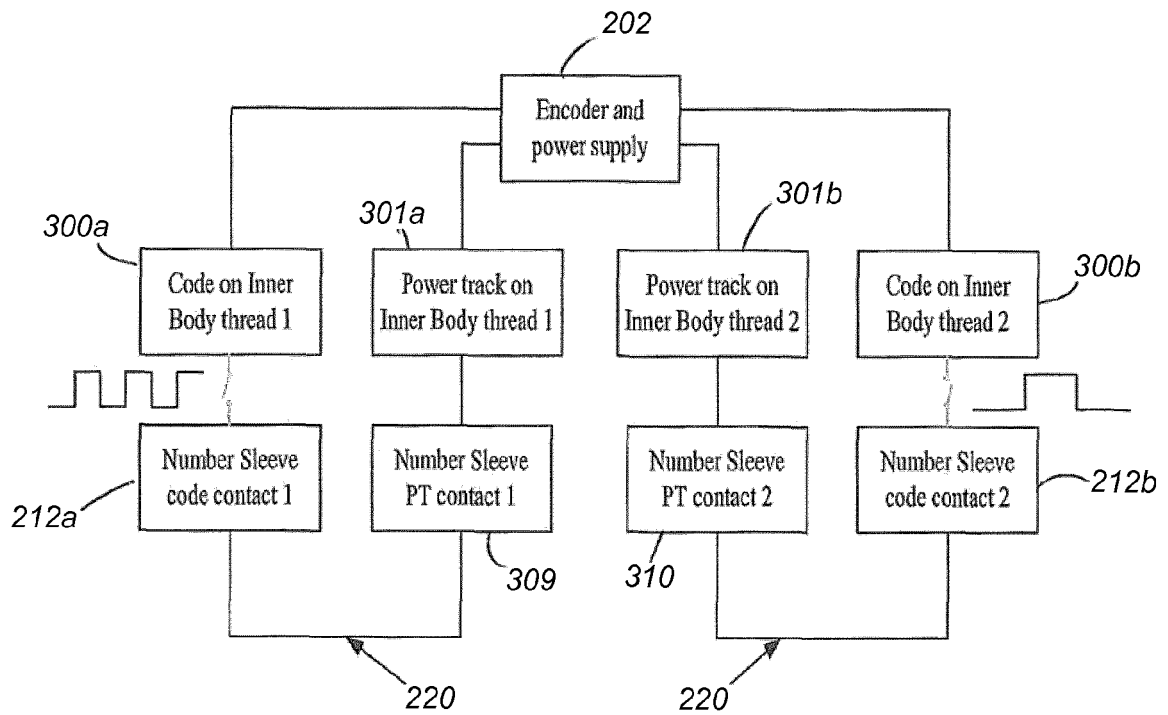 202
Encoder and
power supply
300a
301a
301b
300b
Code on Inner
Body thread 1
Power track on
Inner Body thread 1
Power track on
Inner Body thread 2
Code on Inner
Body thread 2
Number Sleeve
code contact 1
Number Sleeve
PT contact 1
Number Sleeve
PT contact 2
Number Sleeve
code contact 2
212a
309
310
212b
220
220